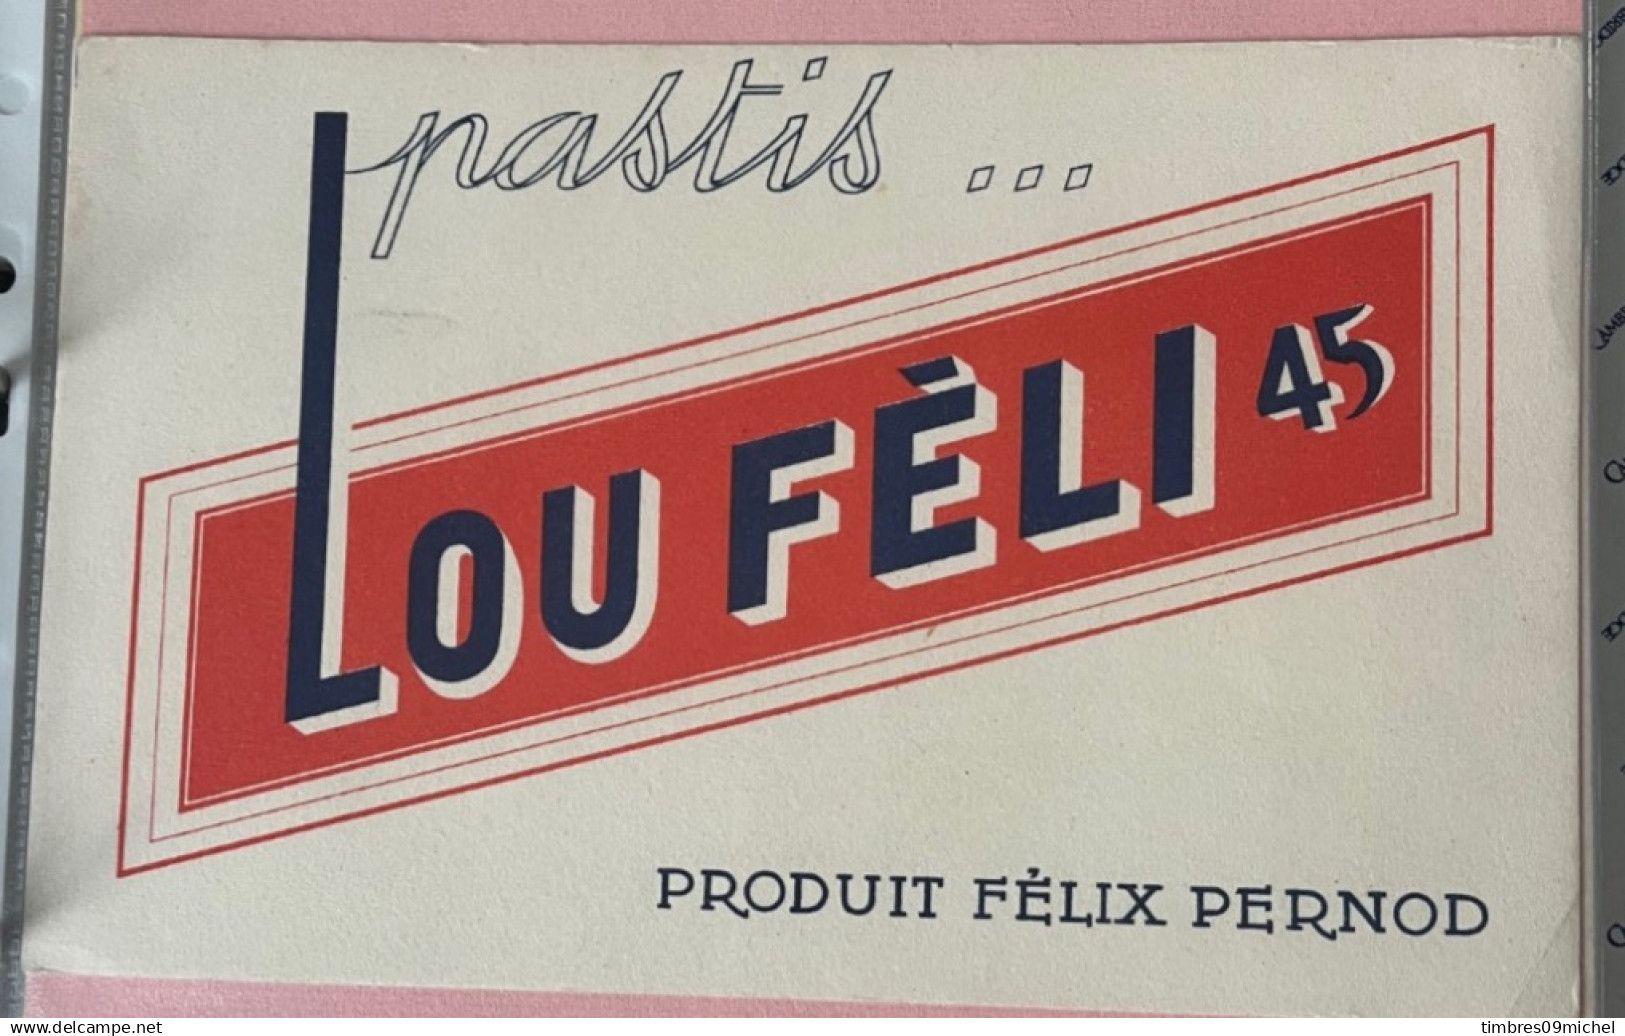 pastis ...
LOU FÈLI 45
PRODUIT FÉLIX PERNOD
www.delcampe.net
timbres09michel